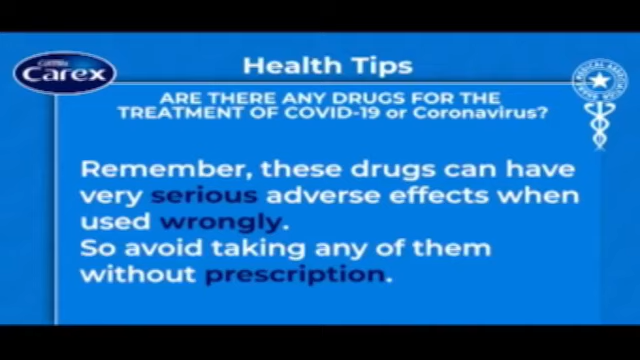 Carex
Health Tips
ARE THERE ANY DRUGS FOR THE
TREATMENT OF COVID-19 or Coronavirus?
Remember, these drugs can have
very serious adverse effects when
used wrongly.
So avoid taking any of them
without prescription.